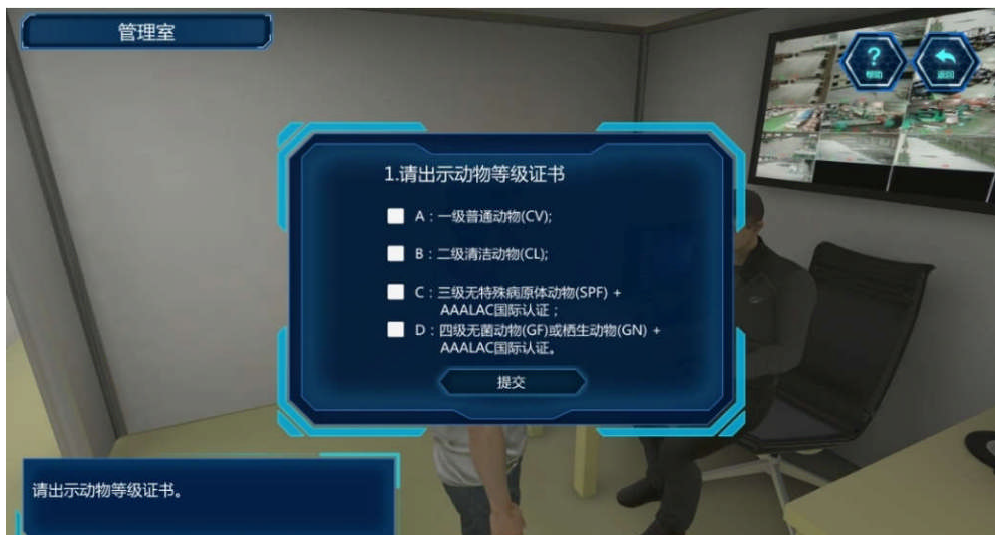 管理室
帮助
返回
1.请出示动物等级证书
A：一级普通动物(CV);
B：二级清洁动物(CL);
C：三级无特殊病原体动物(SPF) +
AAALAC国际认证；
D：四级无菌动物(GF)或栖生动物(GN) +
AAALAC国际认证。
提交
请出示动物等级证书。